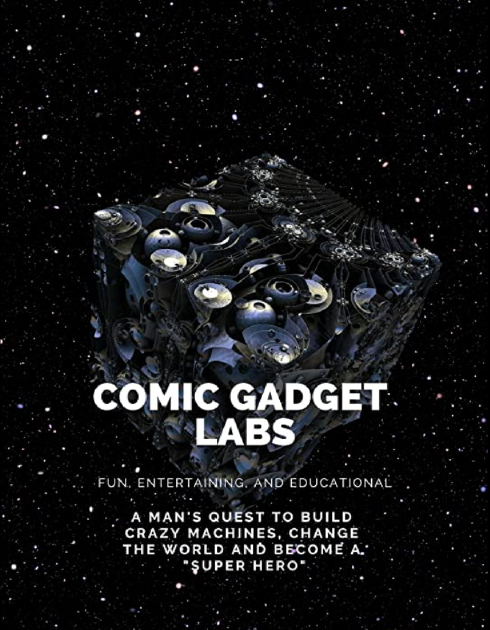 COMIC GADGET
LABS
FUN, ENTERTAINING, AND EDUCATIONAL
A MAN'S QUEST TO BUILD
CRAZY MACHINES, CHANGE
THE WORLD AND BECOME A
"SUPER HERO"